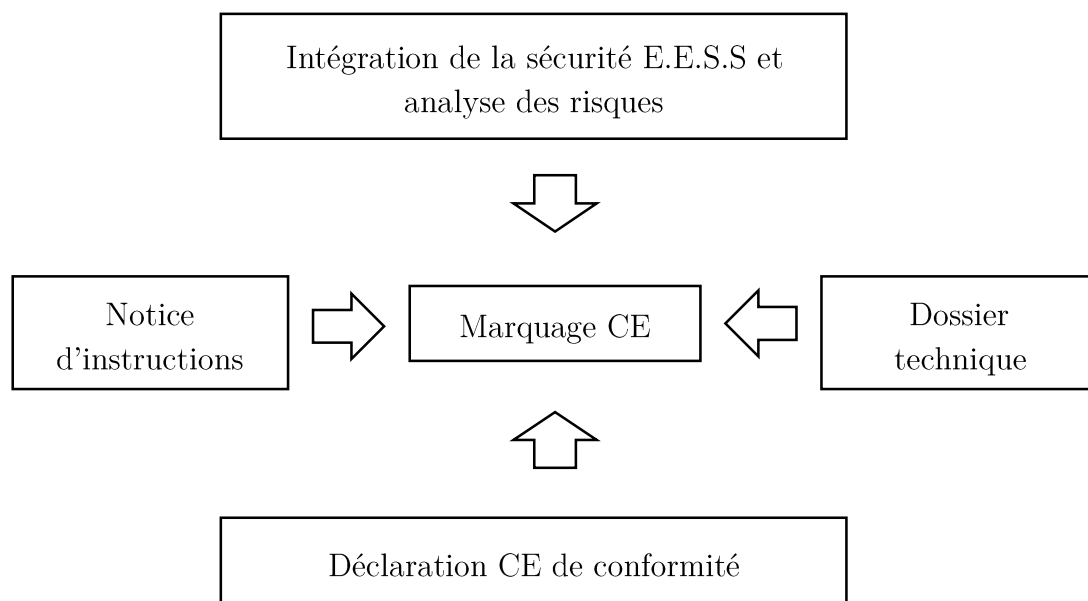 Intégration de la sécurité E.E.S.S et
analyse des risques
Notice
d'instructions
Marquage CE
Dossier
technique
Déclaration CE de conformité